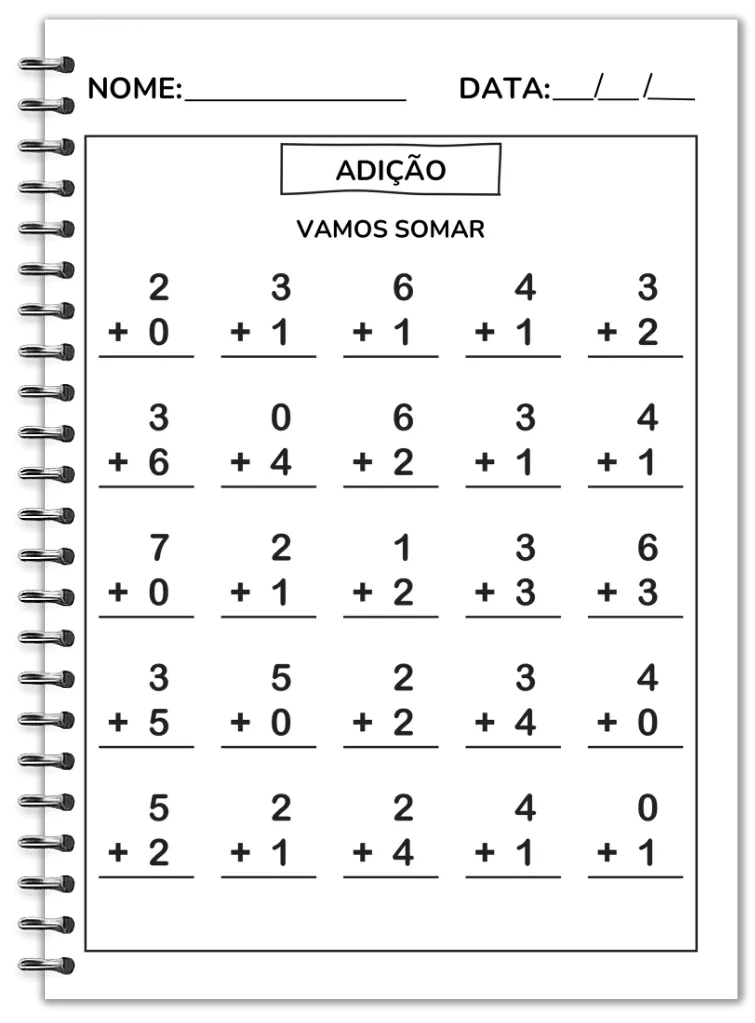 NOME:____________ DATA:___/___/___
ADIÇÃO
VAMOS SOMAR
2 3 6 4 3
+ 0 + 1 + 1 + 1 + 2
3 0 6 3 4
+ 6 + 4 + 2 + 1 + 1
7 2 1 3 6
+ 0 + 1 + 2 + 3 + 3
3 5 2 3 4
+ 5 + 0 + 2 + 4 + 0
5 2 2 4 0
+ 2 + 1 + 4 + 1 + 1